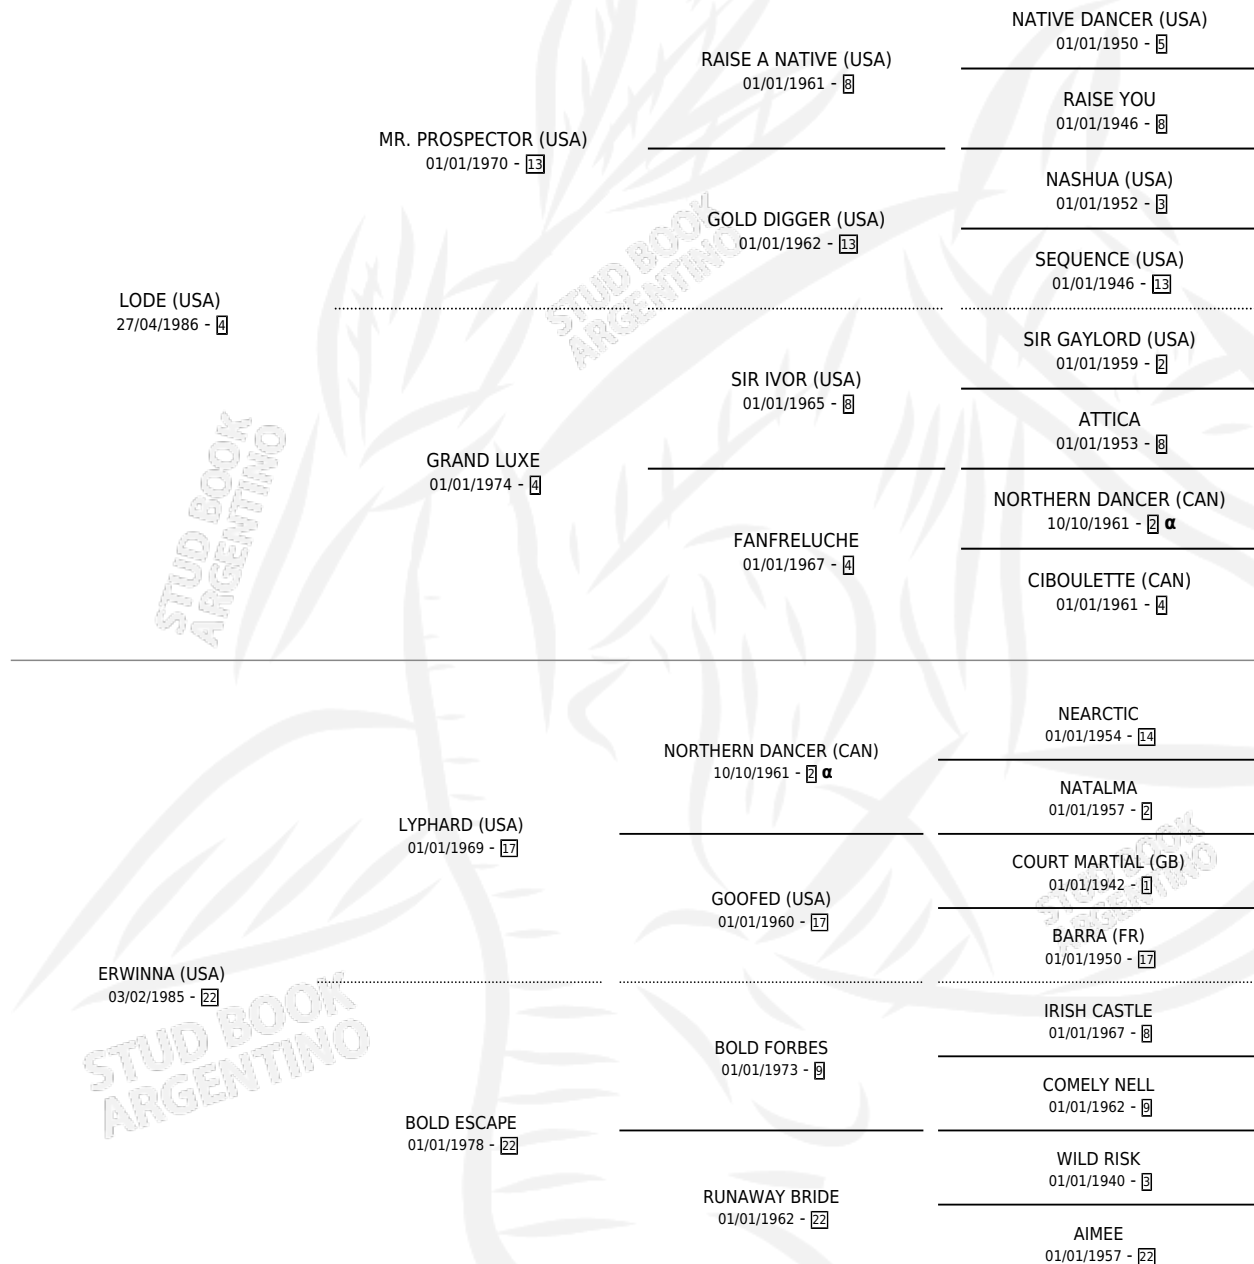 NATIVE DANCER (USA)
01/01/1950 - 5
RAISE A NATIVE (USA)
01/01/1961 - 8
RAISE YOU
01/01/1946 - 8
MR. PROSPECTOR (USA)
01/01/1970 - 13
NASHUA (USA)
01/01/1952 - 3
GOLD DIGGER (USA)
01/01/1962 - 13
SEQUENCE (USA)
01/01/1946 - 13
LODE (USA)
27/04/1986 - 4
SIR GAYLORD (USA)
01/01/1959 - 2
SIR IVOR (USA)
01/01/1965 - 8
ATTICA
01/01/1953 - 8
GRAND LUXE
01/01/1974 - 4
NORTHERN DANCER (CAN)
10/10/1961 - 2 α
FANFRELUCHE
01/01/1967 - 4
CIBOULETTE (CAN)
01/01/1961 - 4
NEARCTIC
01/01/1954 - 14
NORTHERN DANCER (CAN)
10/10/1961 - 2 α
NATALMA
01/01/1957 - 2
LYPHARD (USA)
01/01/1969 - 17
COURT MARTIAL (GB)
01/01/1942 - 1
GOOFED (USA)
01/01/1960 - 17
BARRA (FR)
01/01/1950 - 17
ERWINNA (USA)
03/02/1985 - 22
IRISH CASTLE
01/01/1967 - 8
BOLD FORBES
01/01/1973 - 9
COMELY NELL
01/01/1962 - 9
BOLD ESCAPE
01/01/1978 - 22
WILD RISK
01/01/1940 - 3
RUNAWAY BRIDE
01/01/1962 - 22
AIMEE
01/01/1957 - 22
STUD BOOK
ARGENTINO
STUD BOOK
ARGENTINO
STUD BOOK
ARGENTINO
STUD BOOK
ARGENTINO